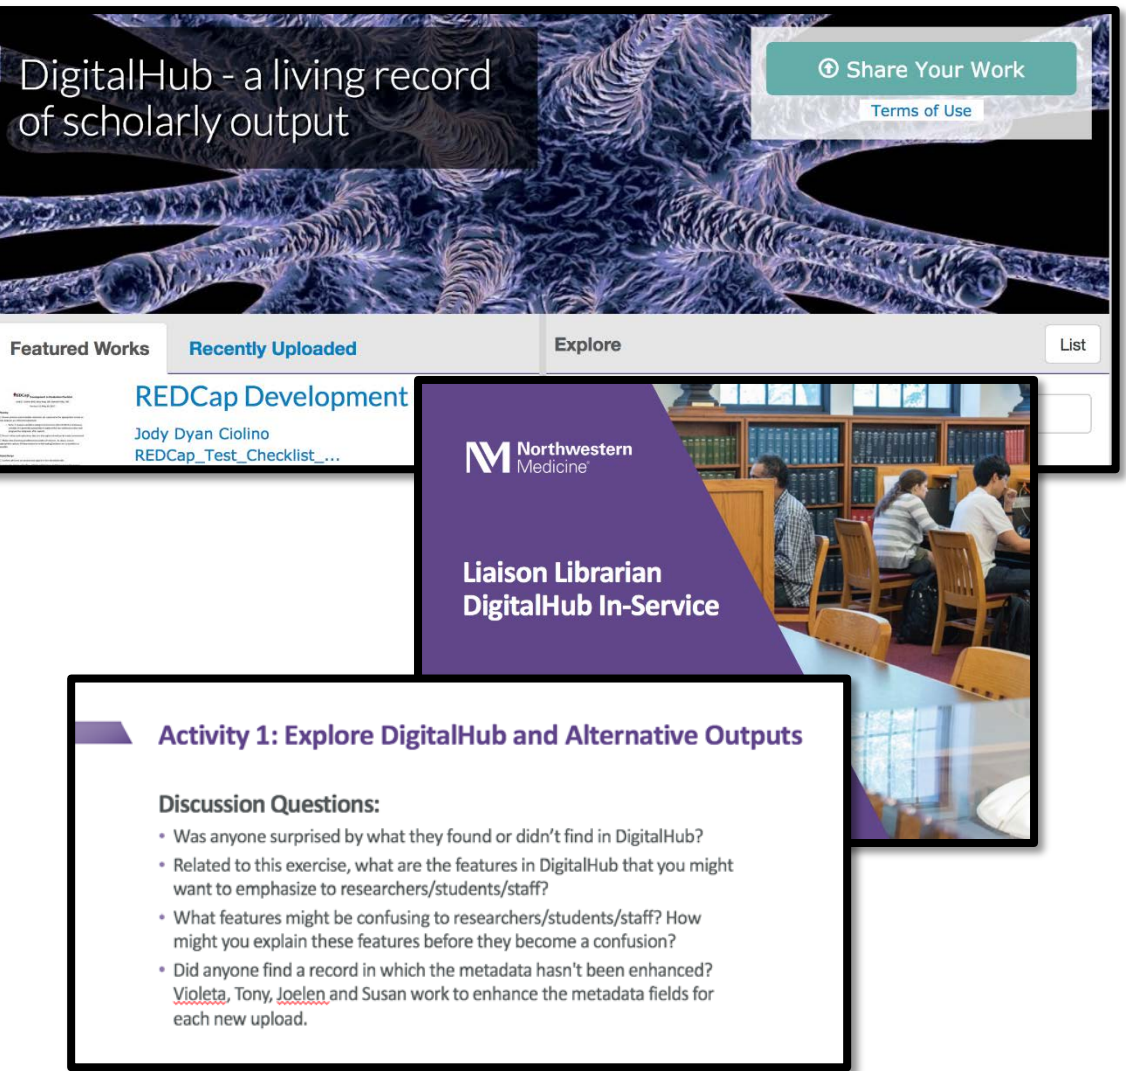 DigitalHub - a living record
of scholarly output
Share Your Work
Terms of Use
Featured Works
Recently Uploaded
Explore
List
REDCap Development
Jody Dyan Ciolino
REDCap_Test_Checklist_...
Northwestern
Medicine®
Liaison Librarian
DigitalHub In-Service
Activity 1: Explore DigitalHub and Alternative Outputs
Discussion Questions:
• Was anyone surprised by what they found or didn't find in DigitalHub?
• Related to this exercise, what are the features in DigitalHub that you might
want to emphasize to researchers/students/staff?
• What features might be confusing to researchers/students/staff? How
might you explain these features before they become a confusion?
• Did anyone find a record in which the metadata hasn't been enhanced?
Violeta, Tony, Joelen and Susan work to enhance the metadata fields for
each new upload.